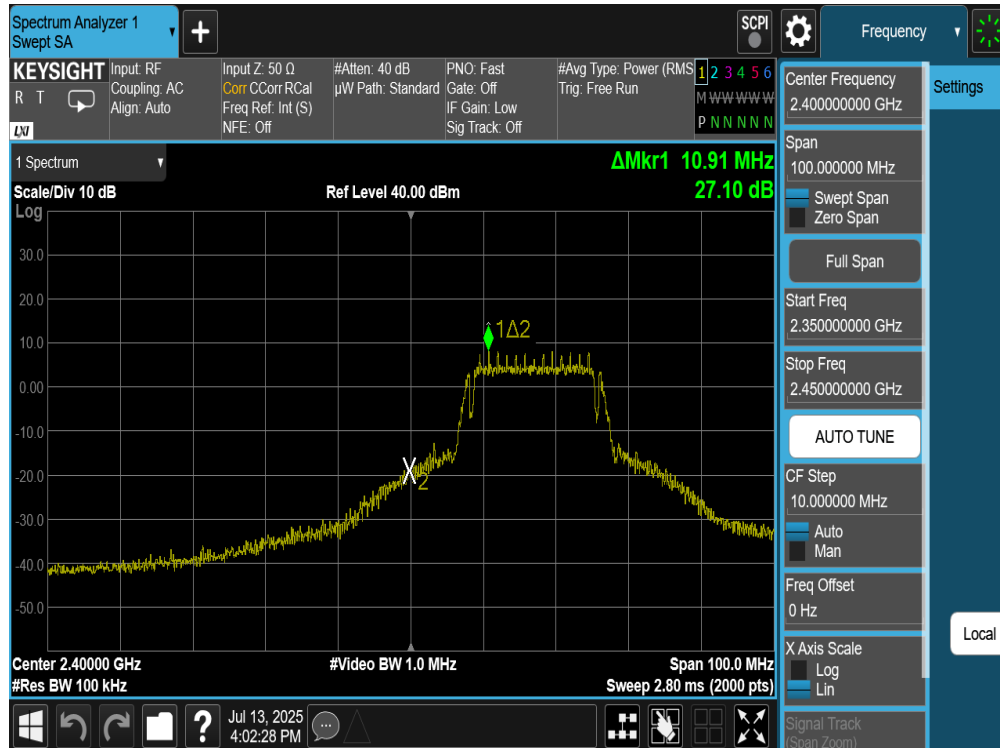 Spectrum Analyzer 1
Swept SA
+
SCPI
Frequency
KEYSIGHT
R T
LXI
Input: RF
Coupling: AC
Align: Auto
Input Z: 50 Ω
Corr CCorr RCal
Freq Ref: Int (S)
NFE: Off
#Atten: 40 dB
µW Path: Standard
PNO: Fast
Gate: Off
IF Gain: Low
Sig Track: Off
#Avg Type: Power (RMS
Trig: Free Run
1 2 3 4 5 6
M W W W W W
P N N N N N
1 Spectrum
Scale/Div 10 dB
Ref Level 40.00 dBm
ΔMkr1 10.91 MHz
27.10 dB
Log
30.0
20.0
10.0
0.00
-10.0
-20.0
-30.0
-40.0
-50.0
1Δ2
X2
Center 2.40000 GHz
#Video BW 1.0 MHz
Span 100.0 MHz
#Res BW 100 kHz
Sweep 2.80 ms (2000 pts)
Jul 13, 2025
4:02:28 PM
?
Center Frequency
2.400000000 GHz
Span
100.000000 MHz
Swept Span
Zero Span
Full Span
Start Freq
2.350000000 GHz
Stop Freq
2.450000000 GHz
AUTO TUNE
CF Step
10.000000 MHz
Auto
Man
Freq Offset
0 Hz
X Axis Scale
Log
Lin
Signal Track
(Span Zoom)
Settings
Local